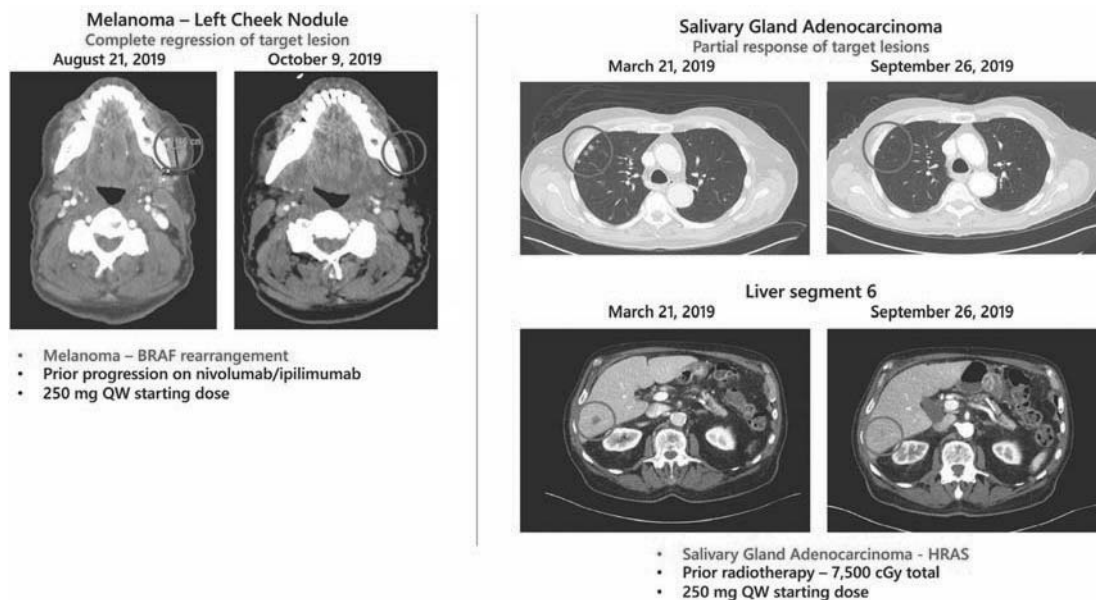 Melanoma – Left Cheek Nodule
Complete regression of target lesion
August 21, 2019
October 9, 2019
• Melanoma – BRAF rearrangement
• Prior progression on nivolumab/ipilimumab
• 250 mg QW starting dose
Salivary Gland Adenocarcinoma
Partial response of target lesions
March 21, 2019
September 26, 2019
Liver segment 6
March 21, 2019
September 26, 2019
• Salivary Gland Adenocarcinoma - HRAS
• Prior radiotherapy – 7,500 cGy total
• 250 mg QW starting dose